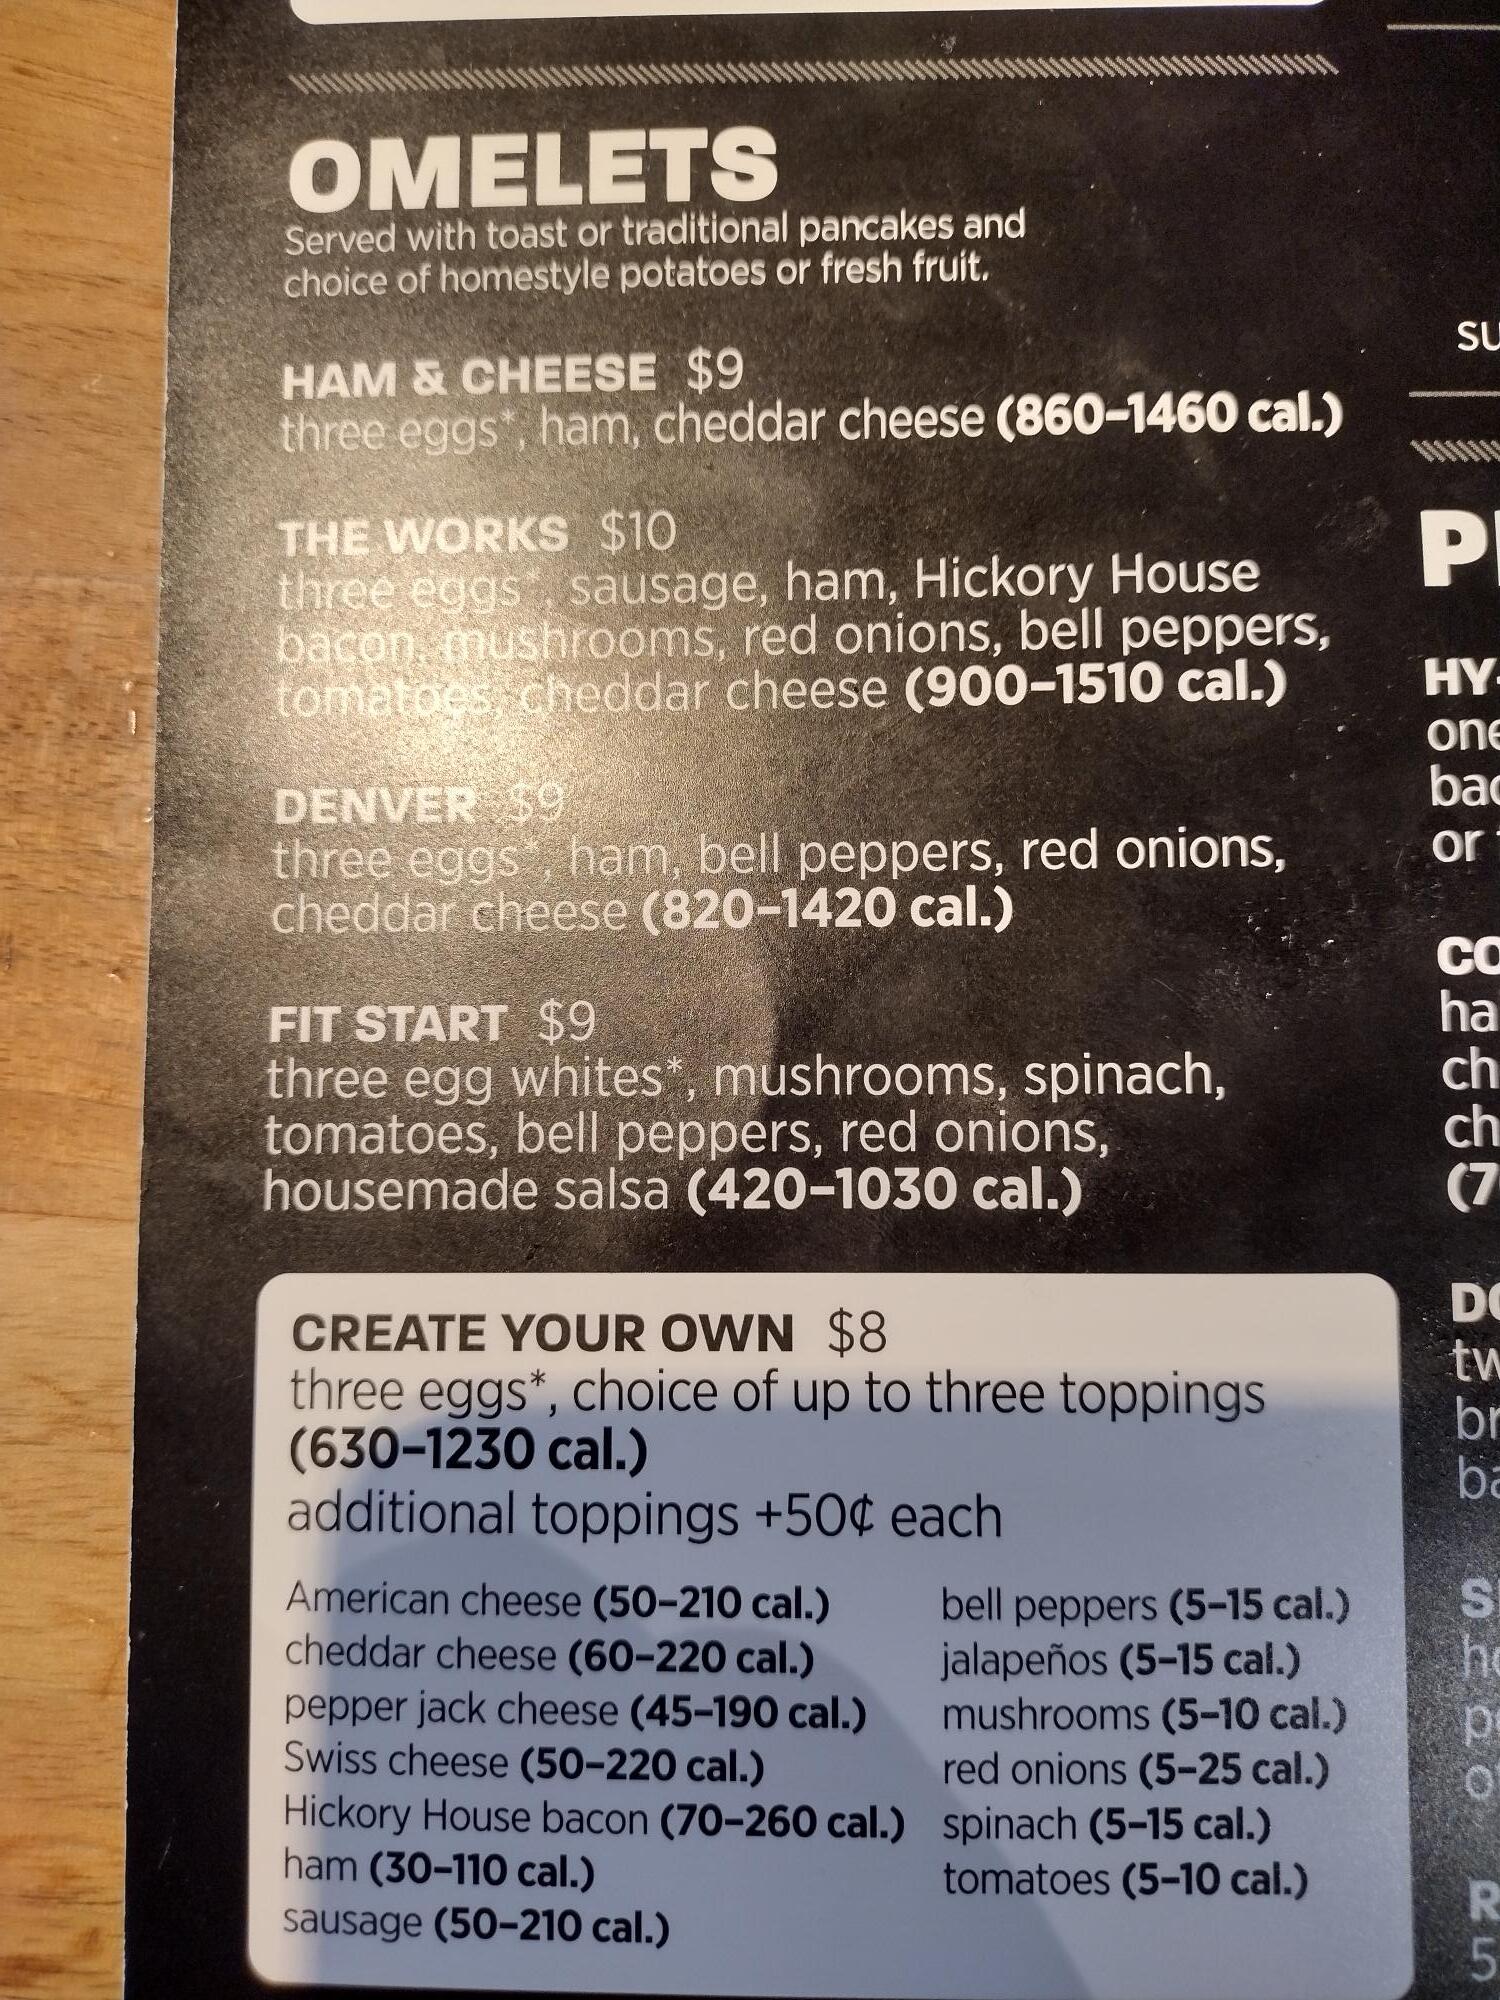 OMELETS
Served with toast or traditional pancakes and
choice of homestyle potatoes or fresh fruit.
HAM & CHEESE $9
three eggs*, ham, cheddar cheese (860–1460 cal.)
THE WORKS $10
three eggs*, sausage, ham, Hickory House
bacon, mushrooms, red onions, bell peppers,
tomatoes, cheddar cheese (900–1510 cal.)
DENVER $9
three eggs*, ham, bell peppers, red onions,
cheddar cheese (820–1420 cal.)
FIT START $9
three egg whites*, mushrooms, spinach,
tomatoes, bell peppers, red onions,
housemade salsa (420–1030 cal.)
CREATE YOUR OWN $8
three eggs*, choice of up to three toppings
(630–1230 cal.)
additional toppings +50¢ each
American cheese (50–210 cal.)
cheddar cheese (60–220 cal.)
pepper jack cheese (45–190 cal.)
Swiss cheese (50–220 cal.)
Hickory House bacon (70–260 cal.)
ham (30–110 cal.)
sausage (50–210 cal.)
bell peppers (5–15 cal.)
jalapeños (5–15 cal.)
mushrooms (5–10 cal.)
red onions (5–25 cal.)
spinach (5–15 cal.)
tomatoes (5–10 cal.)
HY-
one
or